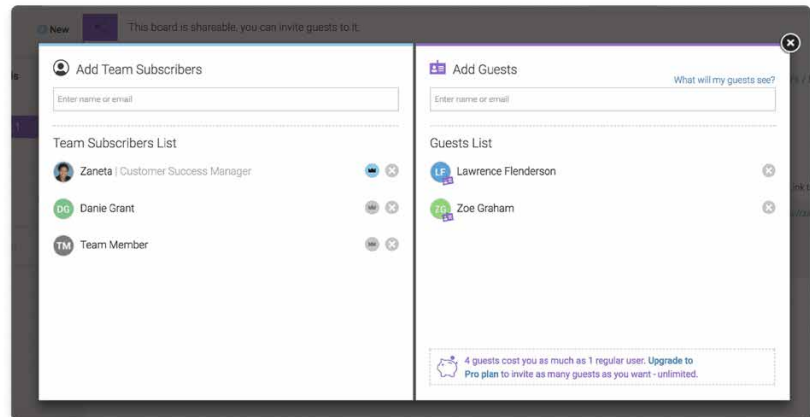 New
This board is shareable, you can invite guests to it.
Add Team Subscribers
Enter name or email
Team Subscribers List
Zaneta | Customer Success Manager
DG Danie Grant
TM Team Member
Add Guests
What will my guests see?
Enter name or email
Guests List
LF Lawrence Flenderson
ZG Zoe Graham
4 guests cost you as much as 1 regular user. Upgrade to
Pro plan to invite as many guests as you want - unlimited.